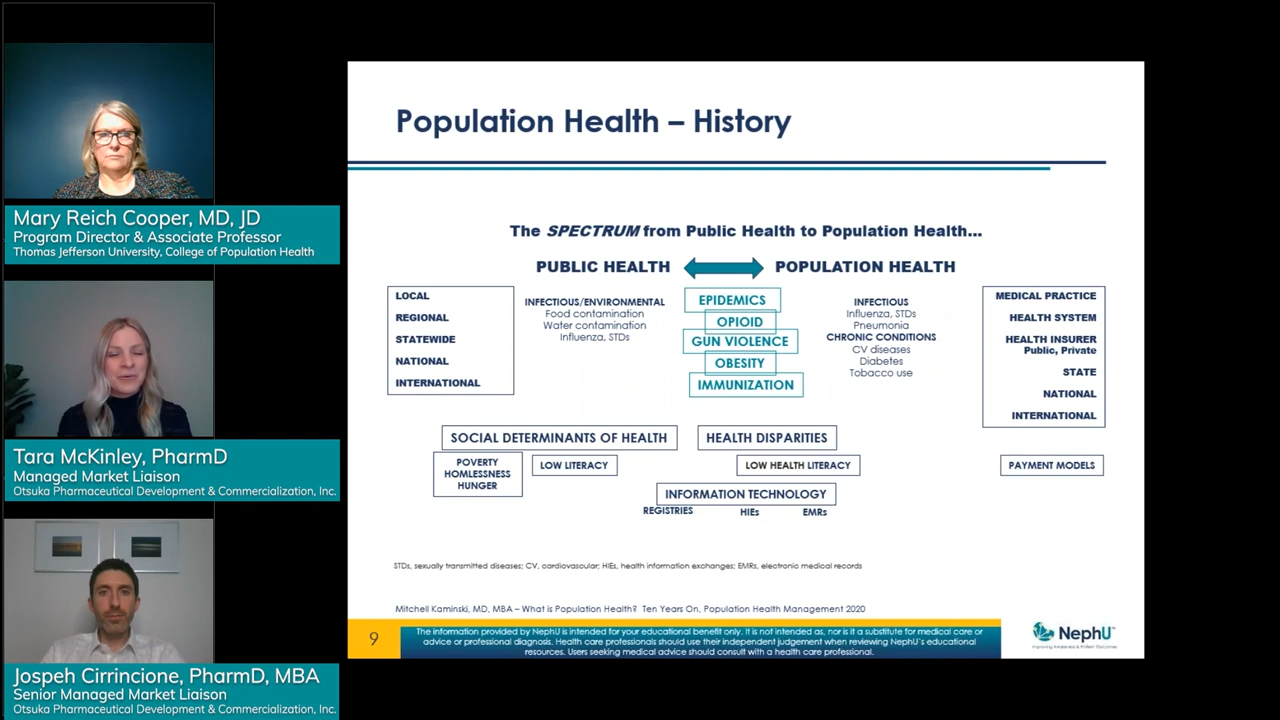 Mary Reich Cooper, MD, JD
Program Director & Associate Professor
Thomas Jefferson University, College of Population Health
Tara McKinley, PharmD
Managed Market Liaison
Otsuka Pharmaceutical Development & Commercialization, Inc.
Jospeh Cirrincione, PharmD, MBA
Senior Managed Market Liaison
Otsuka Pharmaceutical Development & Commercialization, Inc.
Population Health – History
The SPECTRUM from Public Health to Population Health...
PUBLIC HEALTH
POPULATION HEALTH
LOCAL
REGIONAL
STATEWIDE
NATIONAL
INTERNATIONAL
INFECTIOUS/ENVIRONMENTAL
Food contamination
Water contamination
Influenza, STDs
EPIDEMICS
OPIOID
GUN VIOLENCE
OBESITY
IMMUNIZATION
INFECTIOUS
Influenza, STDs
Pneumonia
CHRONIC CONDITIONS
CV diseases
Diabetes
Tobacco use
MEDICAL PRACTICE
HEALTH SYSTEM
HEALTH INSURER
Public, Private
STATE
NATIONAL
INTERNATIONAL
SOCIAL DETERMINANTS OF HEALTH
HEALTH DISPARITIES
POVERTY
HOMLESSNESS
HUNGER
LOW LITERACY
LOW HEALTH LITERACY
PAYMENT MODELS
INFORMATION TECHNOLOGY
REGISTRIES
HIEs
EMRs
STDs, sexually transmitted diseases; CV, cardiovascular; HIEs, health information exchanges; EMRs, electronic medical records
Mitchell Kaminski, MD, MBA – What is Population Health? Ten Years On, Population Health Management 2020
9
The information provided by NephU is intended for your educational benefit only. It is not intended as, nor is it a substitute for medical care or
advice or professional diagnosis. Health care professionals should use their independent judgement when reviewing NephU's educational
resources. Users seeking medical advice should consult with a health care professional.
NephU™
Improving Awareness & Patient Outcomes